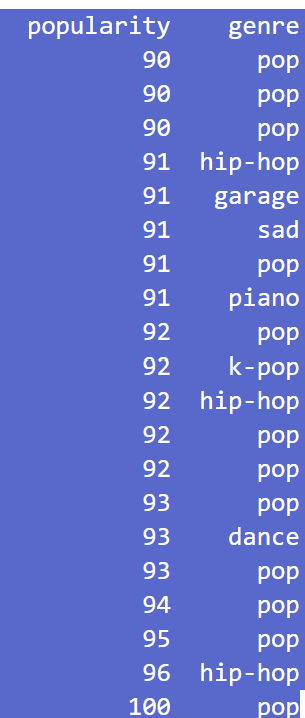 popularity genre
90 pop
90 pop
90 pop
91 hip-hop
91 garage
91 sad
91 pop
91 piano
92 pop
92 k-pop
92 hip-hop
92 pop
92 pop
93 pop
93 dance
93 pop
94 pop
95 pop
96 hip-hop
100 pop